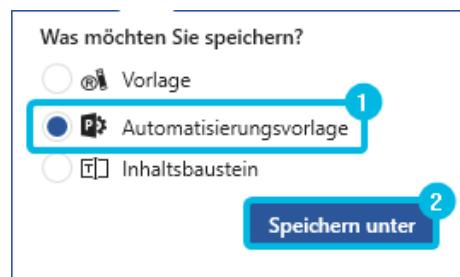 Was möchten Sie speichern?
Vorlage
1
Automatisierungsvorlage
Inhaltsbaustein
2
Speichern unter